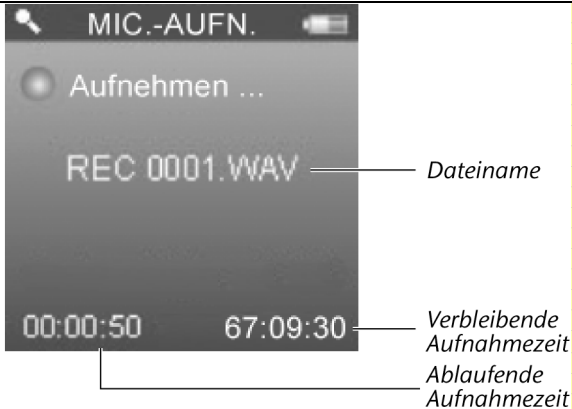 MIC.-AUFN.
Aufnehmen ...
REC 0001.WAV
Dateiname
00:00:50
67:09:30
Verbleibende
Aufnahmezeit
Ablaufende
Aufnahmezeit